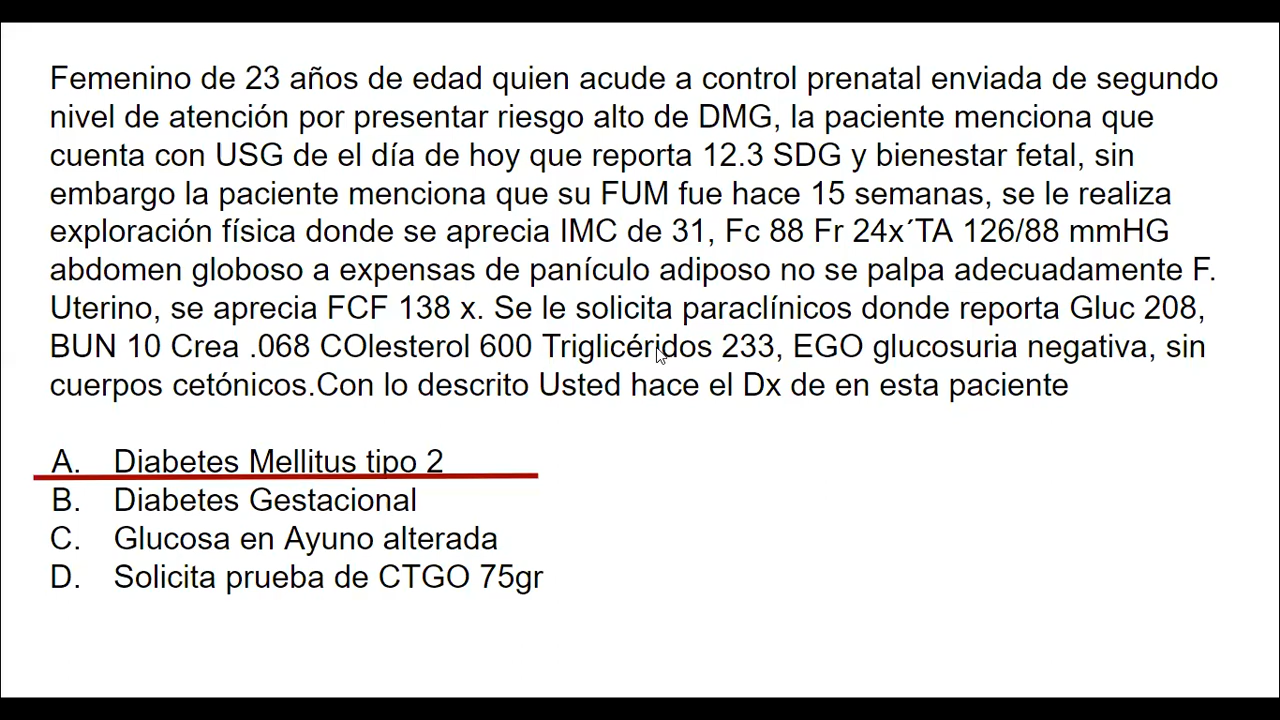 Femenino de 23 años de edad quien acude a control prenatal enviada de segundo
nivel de atención por presentar riesgo alto de DMG, la paciente menciona que
cuenta con USG de el día de hoy que reporta 12.3 SDG y bienestar fetal, sin
embargo la paciente menciona que su FUM fue hace 15 semanas, se le realiza
exploración física donde se aprecia IMC de 31, Fc 88 Fr 24x´TA 126/88 mmHG
abdomen globoso a expensas de panículo adiposo no se palpa adecuadamente F.
Uterino, se aprecia FCF 138 x. Se le solicita paraclínicos donde reporta Gluc 208,
BUN 10 Crea .068 COlesterol 600 Triglicéridos 233, EGO glucosuria negativa, sin
cuerpos cetónicos.Con lo descrito Usted hace el Dx de en esta paciente
A. Diabetes Mellitus tipo 2
B. Diabetes Gestacional
C. Glucosa en Ayuno alterada
D. Solicita prueba de CTGO 75gr